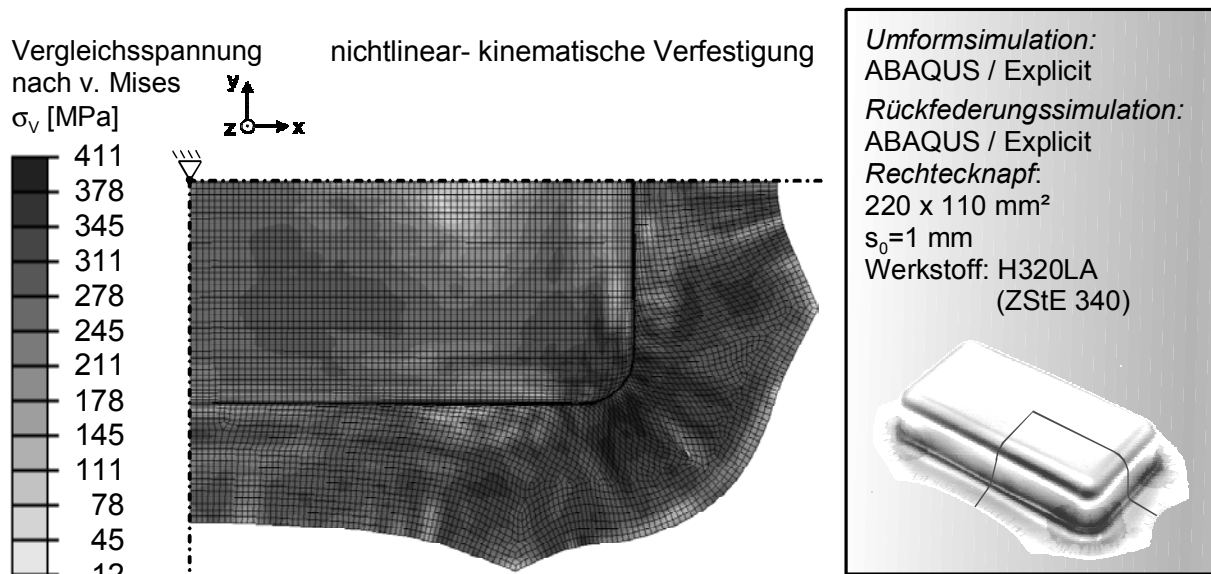 Vergleichsspannung
nach v. Mises
σV [MPa]
nichtlinear- kinematische Verfestigung
y
z
x
411
378
345
311
278
245
211
178
145
111
78
45
12
Umformsimulation:
ABAQUS / Explicit
Rückfederungssimulation:
ABAQUS / Explicit
Rechtecknapf:
220 x 110 mm²
s0=1 mm
Werkstoff: H320LA
(ZStE 340)